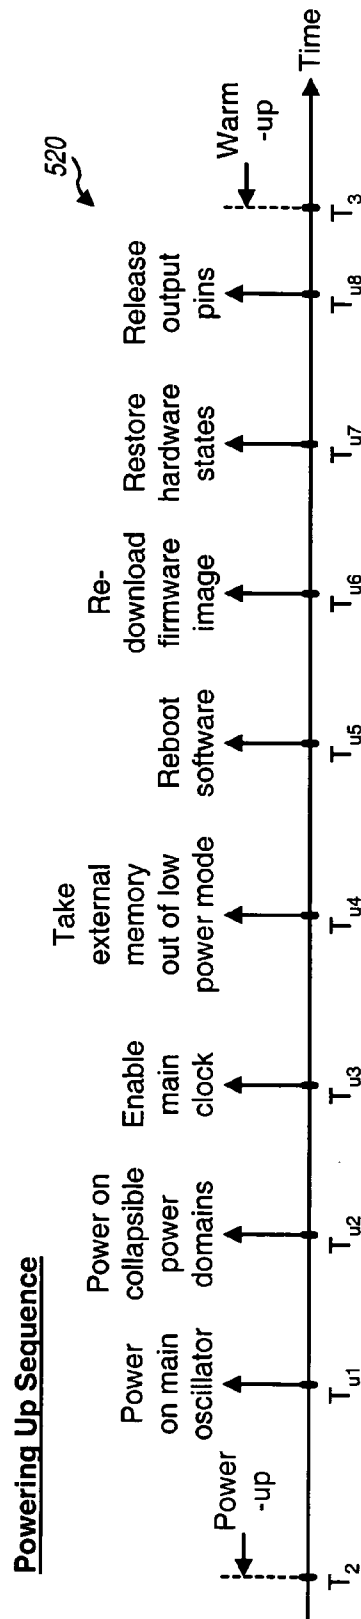 Powering Up Sequence
520
Power
-up
Power
on main
oscillator
Power on
collapsible
power
domains
Enable
main
clock
Take
external
memory
out of low
power mode
Reboot
software
Re-
download
firmware
image
Restore
hardware
states
Release
output
pins
Warm
-up
T2
Tu1
Tu2
Tu3
Tu4
Tu5
Tu6
Tu7
Tu8
T3
Time